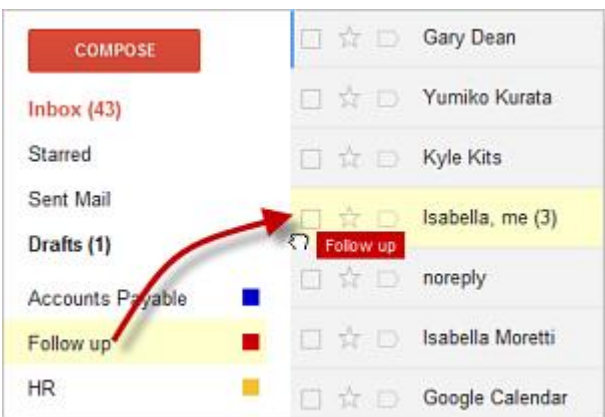 COMPOSE
Inbox (43)
Starred
Sent Mail
Drafts (1)
Accounts Payable
Follow up
HR
Gary Dean
Yumiko Kurata
Kyle Kits
Isabella, me (3)
Follow up
noreply
Isabella Moretti
Google Calendar